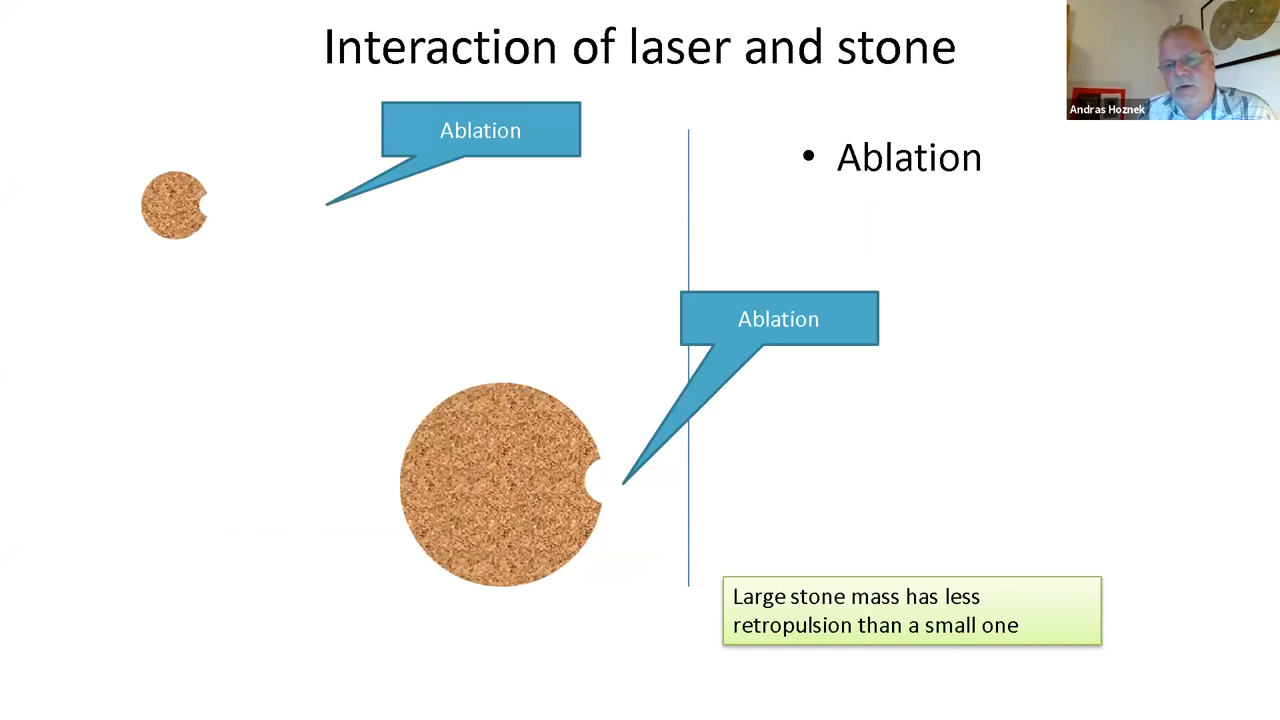 Interaction of laser and stone
Andras Hoznek
Ablation
• Ablation
Ablation
Large stone mass has less
retropulsion than a small one